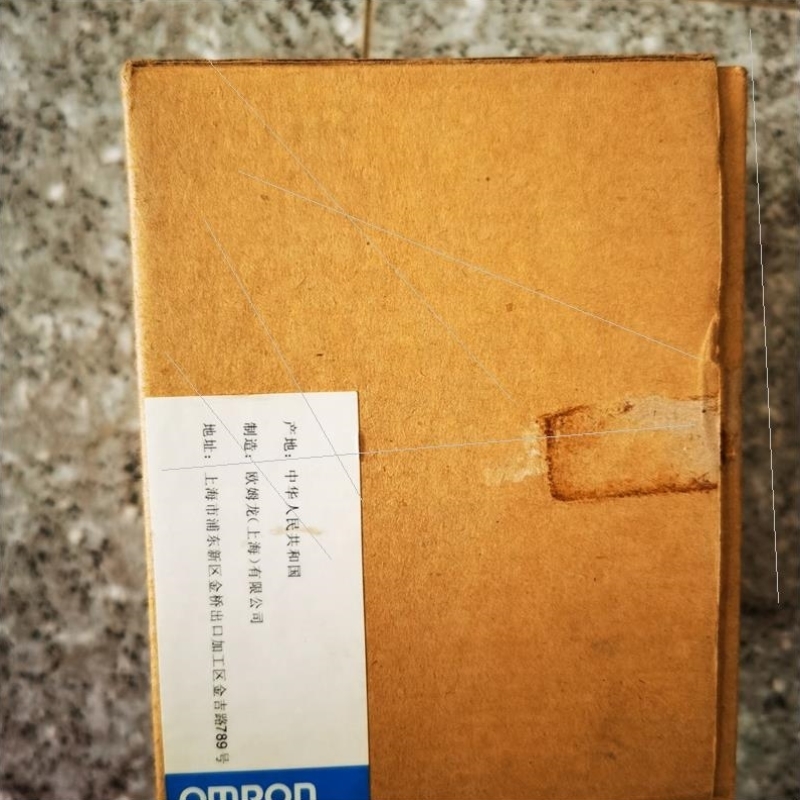 产地：中华人民共和国
制造：欧姆龙（上海）有限公司
地址：上海市浦东新区金桥出口加工区金吉路789号
OMRON